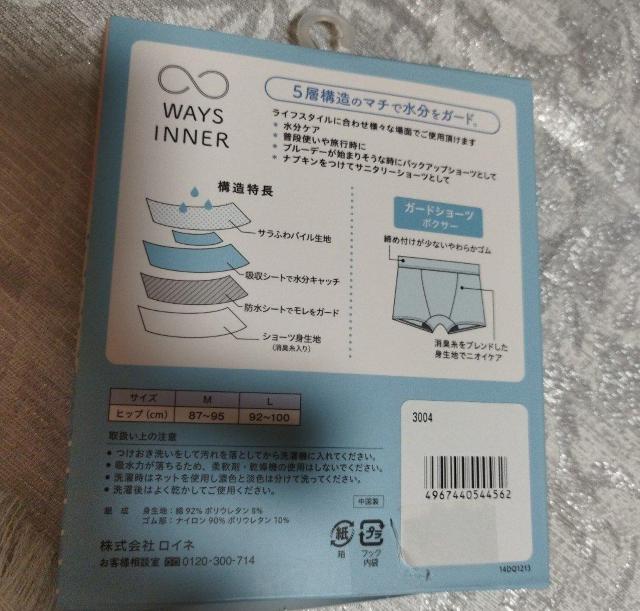 WAYS
INNER
5層構造のマチで水分をガード。
ライフスタイルに合わせ様々な場面でご使用頂けます
* 水分ケア
* 普段使いや旅行時に
* ブルーデーが始まりそうな時にバックアップショーツとして
* ナプキンをつけてサニタリーショーツとして
構造特長
サラふわパイル生地
吸収シートで水分キャッチ
防水シートでモレをガード
ショーツ身生地
(消臭糸入り)
ガードショーツ
ボクサー
締め付けが少ないやわらかゴム
消臭糸をブレンドした
身生地でニオイケア
サイズ M L
ヒップ(cm) 87~95 92~100
取扱い上の注意
● つけおき洗いをして汚れを落としてから洗濯機に入れてください。
● 吸水力が落ちるため、柔軟剤・乾燥機の使用はしないでください。
● 洗濯時はネットを使用し濃色と淡色は分けて洗ってください。
● 洗濯後はよく乾かしてご使用ください。
中国製
組成 身生地:綿 92% ポリウレタン 8%
ゴム部:ナイロン 90% ポリウレタン 10%
株式会社 ロイネ
お客様相談室 0120-300-714
紙
箱
プラ
フック
内袋
3004
4967440544562
14DQ1213